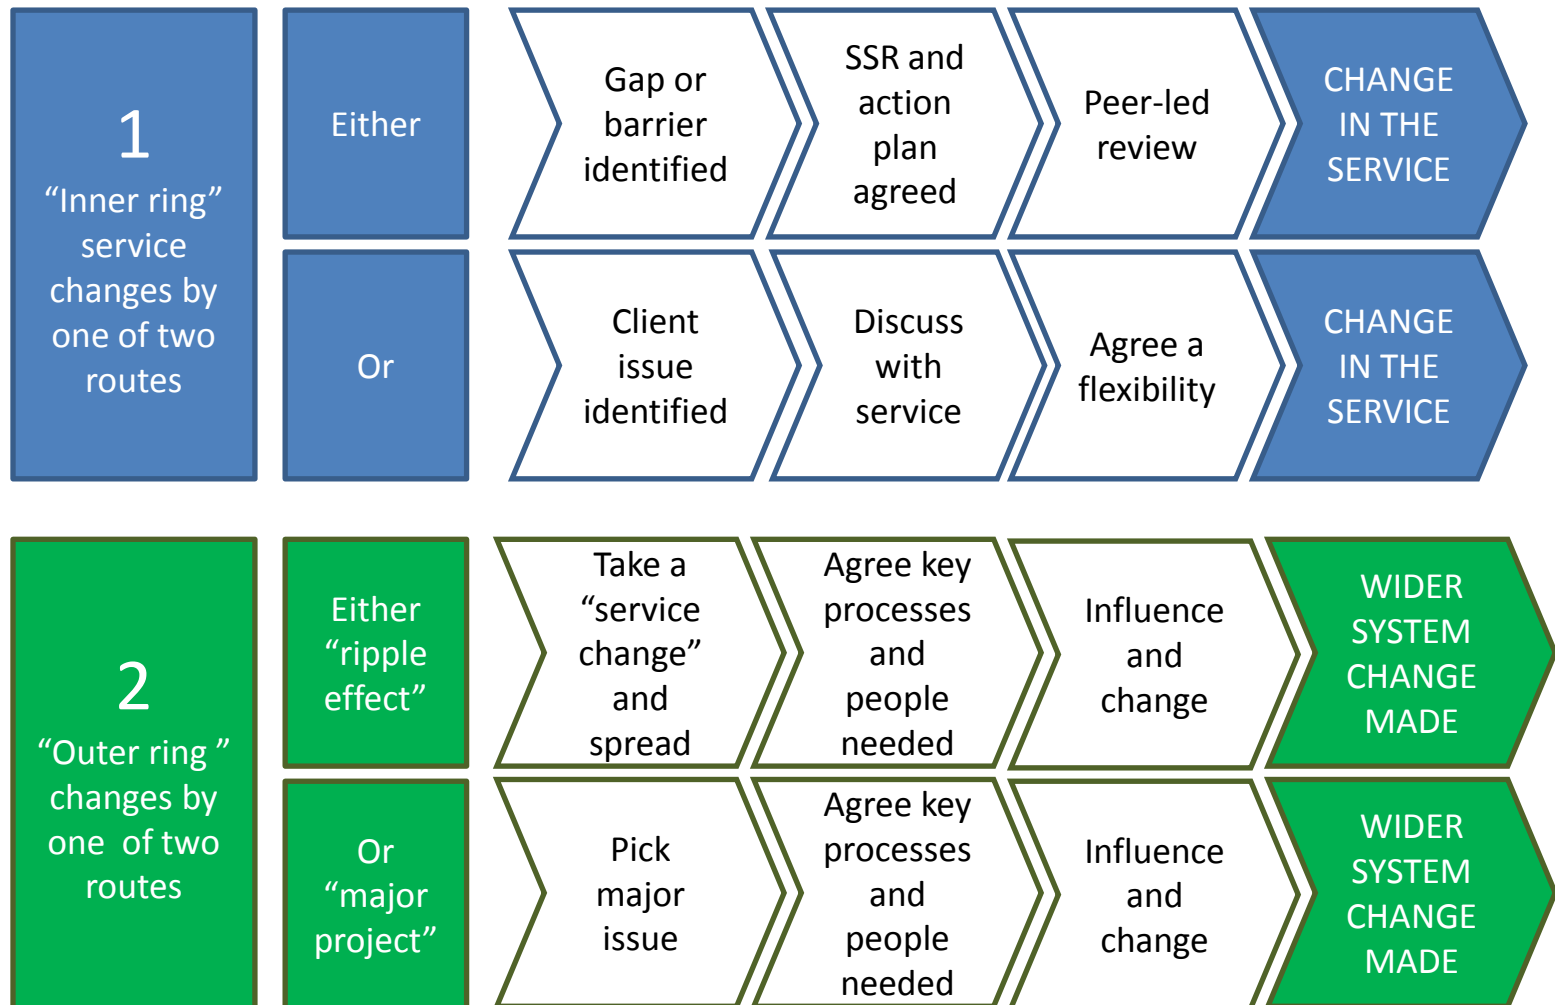 1
“Inner ring”
service
changes by
one of two
routes
Either
Gap or
barrier
identified
SSR and
action
plan
agreed
Peer-led
review
CHANGE
IN THE
SERVICE
Or
Client
issue
identified
Discuss
with
service
Agree a
flexibility
CHANGE
IN THE
SERVICE
2
“Outer ring ”
changes by
one  of two
routes
Either
“ripple
effect”
Take a
“service
change”
and
spread
Agree key
processes
and
people
needed
Influence
and
change
WIDER
SYSTEM
CHANGE
MADE
Or
“major
project”
Pick
major
issue
Agree key
processes
and
people
needed
Influence
and
change
WIDER
SYSTEM
CHANGE
MADE